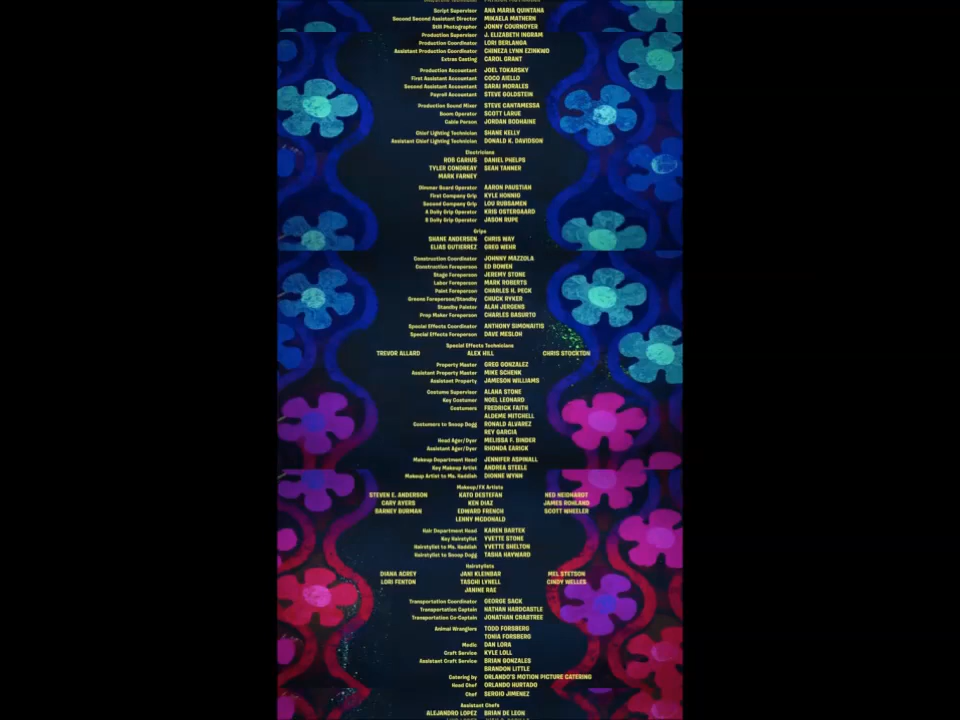 Script Supervisor ANA MARIA QUINTANA
Second Second Assistant Director MIKAELA MATHERN
Still Photographer JONNY COURNOYER
Production Supervisor J. ELIZABETH INGRAM
Production Coordinator LORI BERLANGA
Assistant Production Coordinator CHINEZA LYNN EZINKWO
Extras Casting CAROL GRANT
Production Accountant JOEL TOKARSKY
First Assistant Accountant COCO AIELLO
Second Assistant Accountant SARAI MORALES
Payroll Accountant STEVE GOLDSTEIN
Production Sound Mixer STEVE CANTAMESSA
Boom Operator SCOTT LARUE
Cable Person JORDAN BODHAINE
Chief Lighting Technician SHANE KELLY
Assistant Chief Lighting Technician DONALD K. DAVIDSON
Electricians
ROB GARIUS DANIEL PHELPS
TYLER CONDREAY SEAN TANNER
MARK FARNEY
Dimmer Board Operator AARON PAUSTIAN
First Company Grip KYLE HONNIG
Second Company Grip LOU BUBSAMEN
A Dolly Grip Operator KRIS OSTERGAARD
B Dolly Grip Operator JASON RUPE
Grips
SHANE ANDERSEN CHRIS WAY
ELIAS GUTIERREZ GREG WEHR
Construction Coordinator JOHNNY MAZZOLA
Construction Foreperson ED BOWEN
Stage Foreperson JEREMY STONE
Labor Foreperson MARK ROBERTS
Paint Foreperson CHARLES H. PECK
Greens Foreperson/Standby CHUCK RYKER
Standby Painter ALAN JERGENS
Prop Maker Foreperson CHARLES BASURTO
Special Effects Coordinator ANTHONY SIMONAITIS
Special Effects Foreperson DAVE MESLOH
Special Effects Technicians
TREVOR ALLARD ALEX HILL CHRIS STOCKTON
Property Master GREG GONZALEZ
Assistant Property Master MIKE SCHENK
Assistant Property JAMESON WILLIAMS
Costume Supervisor ALANA STONE
Key Costumer NOEL LEONARD
Costumers FREDRICK FAITH
ALDEME MITCHELL
Costumers to Snoop Dogg RONALD ALVAREZ
REY GARCIA
Head Ager/Dyer MELISSA F. BINDER
Assistant Ager/Dyer RHONDA EARICK
Makeup Department Head JENNIFER ASPINALL
Key Makeup Artist ANDREA STEELE
Makeup Artist to Ms. Haddish DIONNE WYNN
Makeup/FX Artists
STEVEN E. ANDERSON KATO DESTEFAN NED NEIDHARDT
CARY AYERS KEN DIAZ JAMES ROHLAND
BARNEY BURMAN EDWARD FRENCH SCOTT WHEELER
LENNY MCDONALD
Hair Department Head KAREN BARTEK
Key Hairstylist YVETTE STONE
Hairstylist to Ms. Haddish YVETTE SHELTON
Hairstylist to Snoop Dogg TASHA HAYWARD
Hairstylists
DIANA ACREY JANI KLEINBAR MEL STETSON
LORI FENTON TASCHI LYNELL CINDY WELLES
JANINE RAE
Transportation Coordinator GEORGE SACK
Transportation Captain NATHAN HARDCASTLE
Transportation Co-Captain JONATHAN CRABTREE
Animal Wranglers TODD FORSBERG
TONIA FORSBERG
Medic DAN LORA
Craft Service KYLE LOLL
Assistant Craft Service BRIAN GONZALES
BRANDON LITTLE
Catering by ORLANDO'S MOTION PICTURE CATERING
Head Chef ORLANDO HURTADO
Chef SERGIO JIMENEZ
Assistant Chefs
ALEJANDRO LOPEZ BRIAN DE LEON